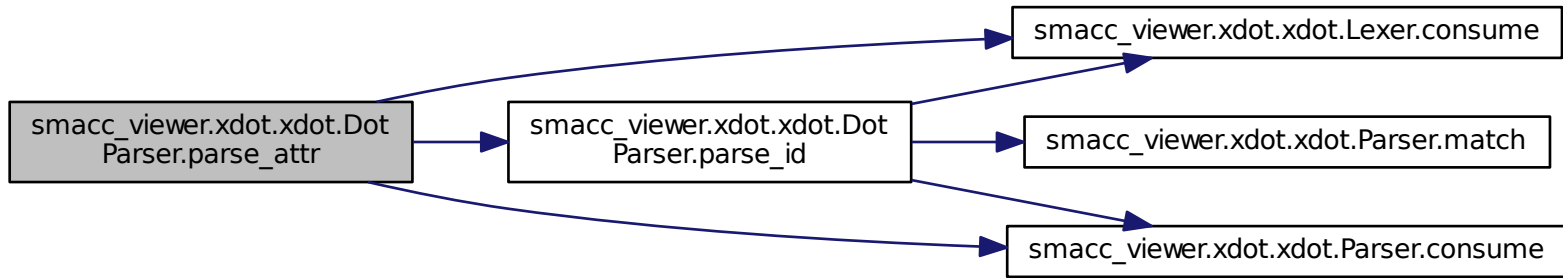 smacc_viewer.xdot.xdot.Dot
Parser.parse_attr
smacc_viewer.xdot.xdot.Dot
Parser.parse_id
smacc_viewer.xdot.xdot.Lexer.consume
smacc_viewer.xdot.xdot.Parser.match
smacc_viewer.xdot.xdot.Parser.consume